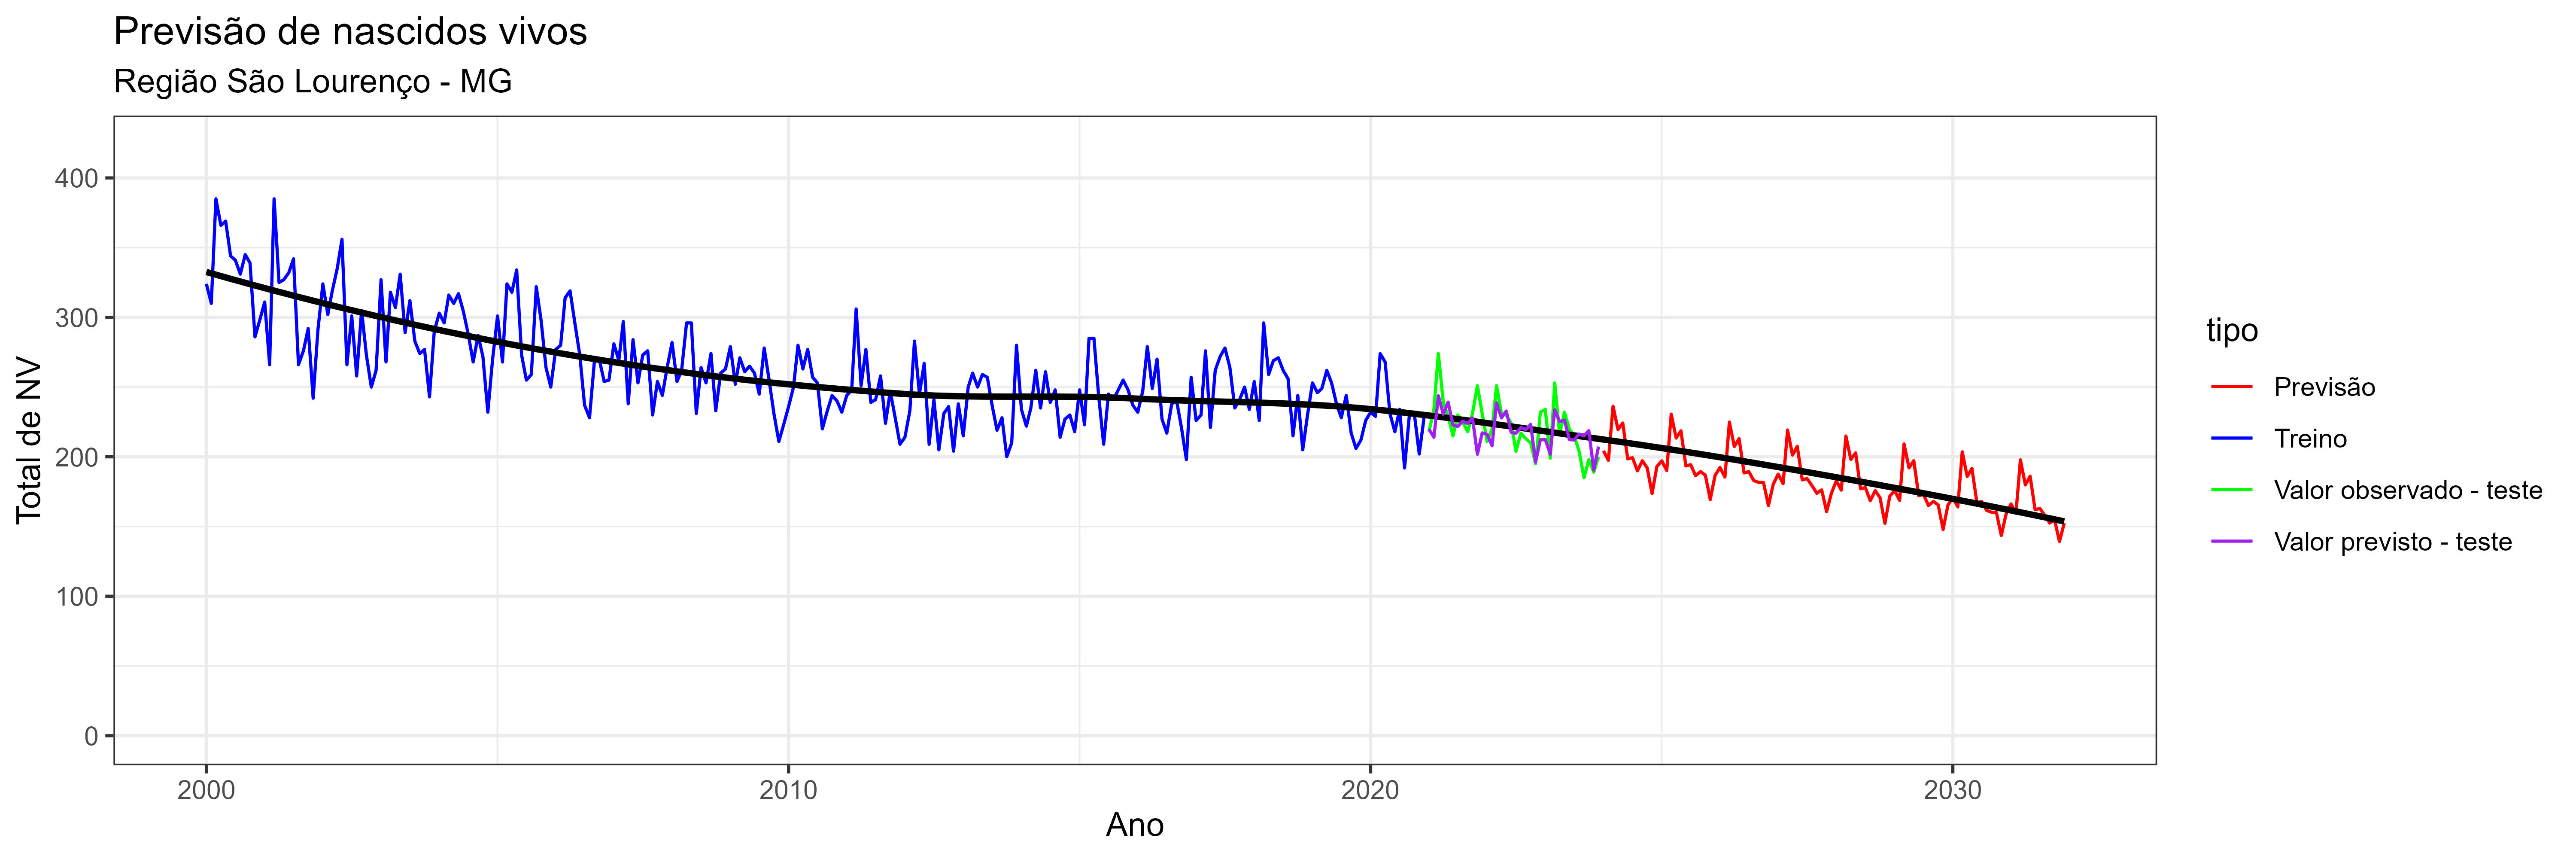 Previsão de nascidos vivos
Região São Lourenço - MG
Total de NV
400
300
200
100
0
2000
2010
2020
2030
Ano
tipo
Previsão
Treino
Valor observado - teste
Valor previsto - teste